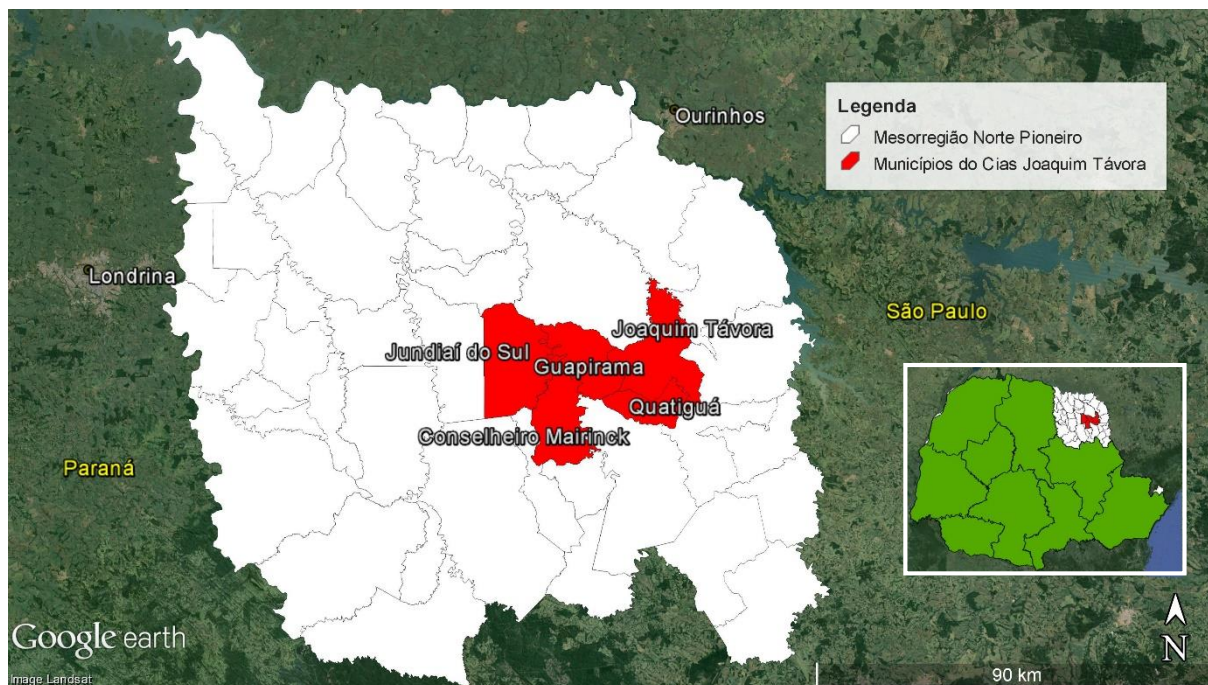 Ourinhos
Legenda
Mesorregião Norte Pioneiro
Municípios do Cias Joaquim Távora
Londrina
São Paulo
Joaquim Távora
Jundiaí do Sul
Guapirama
Quatiguá
Conselheiro Mairinck
Paraná
Google earth
N
Image Landsat
90 km